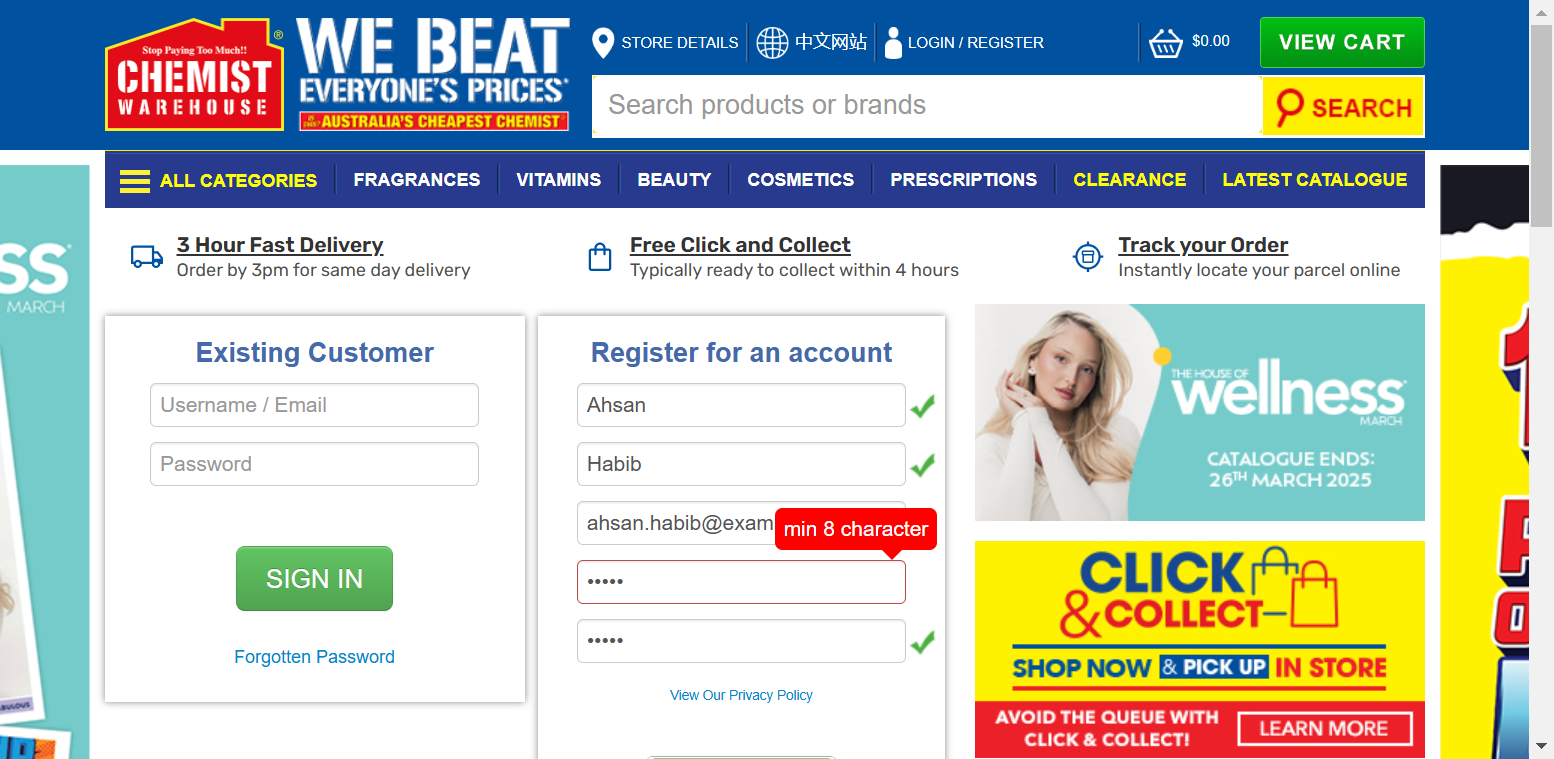 Stop Paying Too Much!!
CHEMIST
WAREHOUSE
®
WE BEAT
EVERYONE'S PRICES*
IS THIS? AUSTRALIA'S CHEAPEST CHEMIST
STORE DETAILS
中文网站
LOGIN / REGISTER
$0.00
VIEW CART
Search products or brands
SEARCH
ALL CATEGORIES
FRAGRANCES
VITAMINS
BEAUTY
COSMETICS
PRESCRIPTIONS
CLEARANCE
LATEST CATALOGUE
3 Hour Fast Delivery
Order by 3pm for same day delivery
Free Click and Collect
Typically ready to collect within 4 hours
Track your Order
Instantly locate your parcel online
SS
MARCH
Existing Customer
Username / Email
Password
SIGN IN
Forgotten Password
Register for an account
Ahsan
Habib
ahsan.habib@exam
min 8 character
•••••
•••••
View Our Privacy Policy
THE HOUSE OF
wellness
MARCH
CATALOGUE ENDS:
26TH MARCH 2025
CLICK
&COLLECT
SHOP NOW & PICK UP IN STORE
AVOID THE QUEUE WITH
CLICK & COLLECT!
LEARN MORE